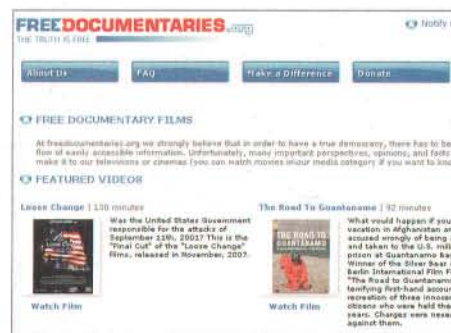 FREEDOCUMENTARIES.org
THE TRUTH IS FREE
Notify
About Us
FAQ
Make a Difference
Donate
FREE DOCUMENTARY FILMS
At freedocumentaries.org we strongly believe that in order to have a true democracy, there has to be
flow of easily accessible information. Unfortunately, many important perspectives, opinions, and facts
make it to our televisions or cinemas (you can watch movies in our media category if you want to kno
FEATURED VIDEOS
Loose Change | 130 minutes
Was the United States Government
responsible for the attacks of
September 11th, 2001? This is the
"Final Cut" of the "Loose Change"
films, released in November, 2007.
Watch Film
The Road To Guantanamo | 92 minutes
THE ROAD TO
GUANTANAMO
What would happen if you
vacation in Afghanistan an
accused wrongly of being
and taken to the U.S. mili
prison at Guantanamo Ba
Winner of the Silver Bear
Berlin International Film F
"The Road to Guantanamo
terrifying first-hand accou
recreation of three innoce
citizens who were held the
years. Charges were neve
against them.
Watch Film